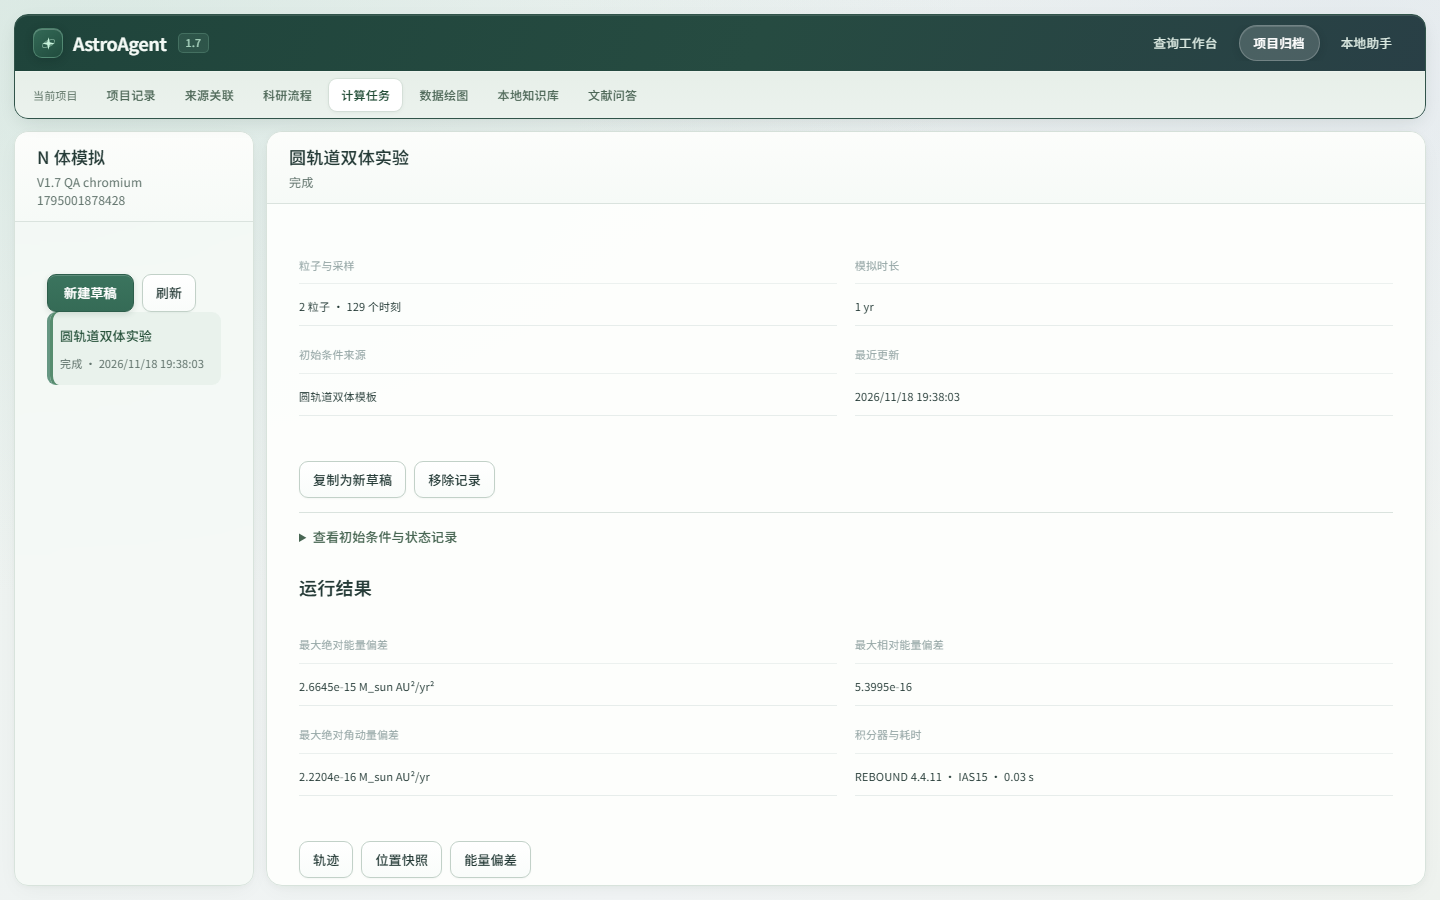 AstroAgent 1.7
查询工作台 项目归档 本地助手
当前项目 项目记录 来源关联 科研流程 计算任务 数据绘图 本地知识库 文献问答
N 体模拟
V1.7 QA chromium
1795001878428
新建草稿 刷新
圆轨道双体实验
完成 · 2026/11/18 19:38:03
圆轨道双体实验
完成
粒子与采样 模拟时长
2 粒子 · 129 个时刻 1 yr
初始条件来源 最近更新
圆轨道双体模板 2026/11/18 19:38:03
复制为新草稿 移除记录
▶ 查看初始条件与状态记录
运行结果
最大绝对能量偏差 最大相对能量偏差
2.6645e-15 M_sun AU²/yr² 5.3995e-16
最大绝对角动量偏差 积分器与耗时
2.2204e-16 M_sun AU²/yr REBOUND 4.4.11 · IAS15 · 0.03 s
轨迹 位置快照 能量偏差